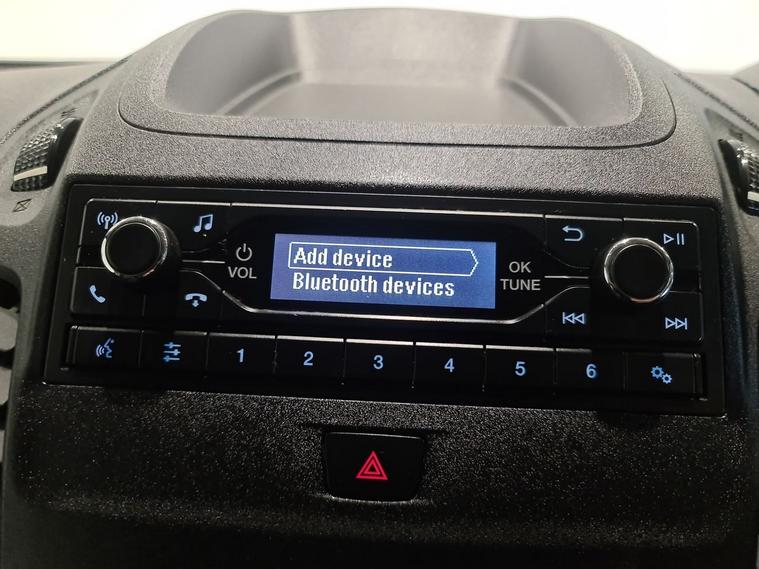 Add device
Bluetooth devices
VOL
OK
TUNE
1 2 3 4 5 6